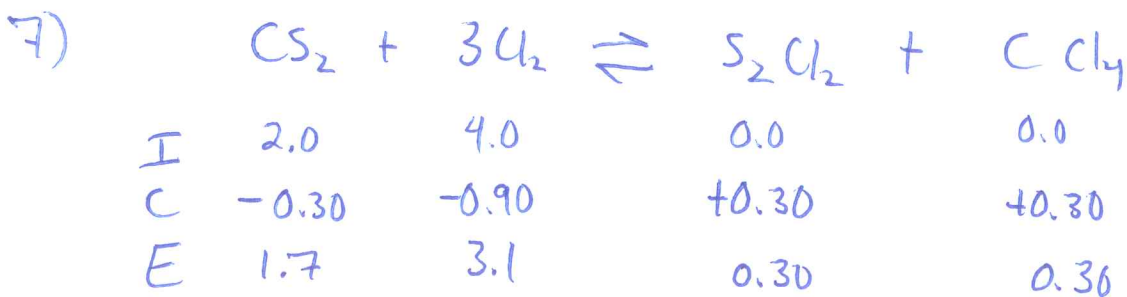 7) CS₂ + 3Cl₂ ⇌ S₂Cl₂ + CCl₄
I 2.0 4.0 0.0 0.0
C -0.30 -0.90 +0.30 +0.30
E 1.7 3.1 0.30 0.30